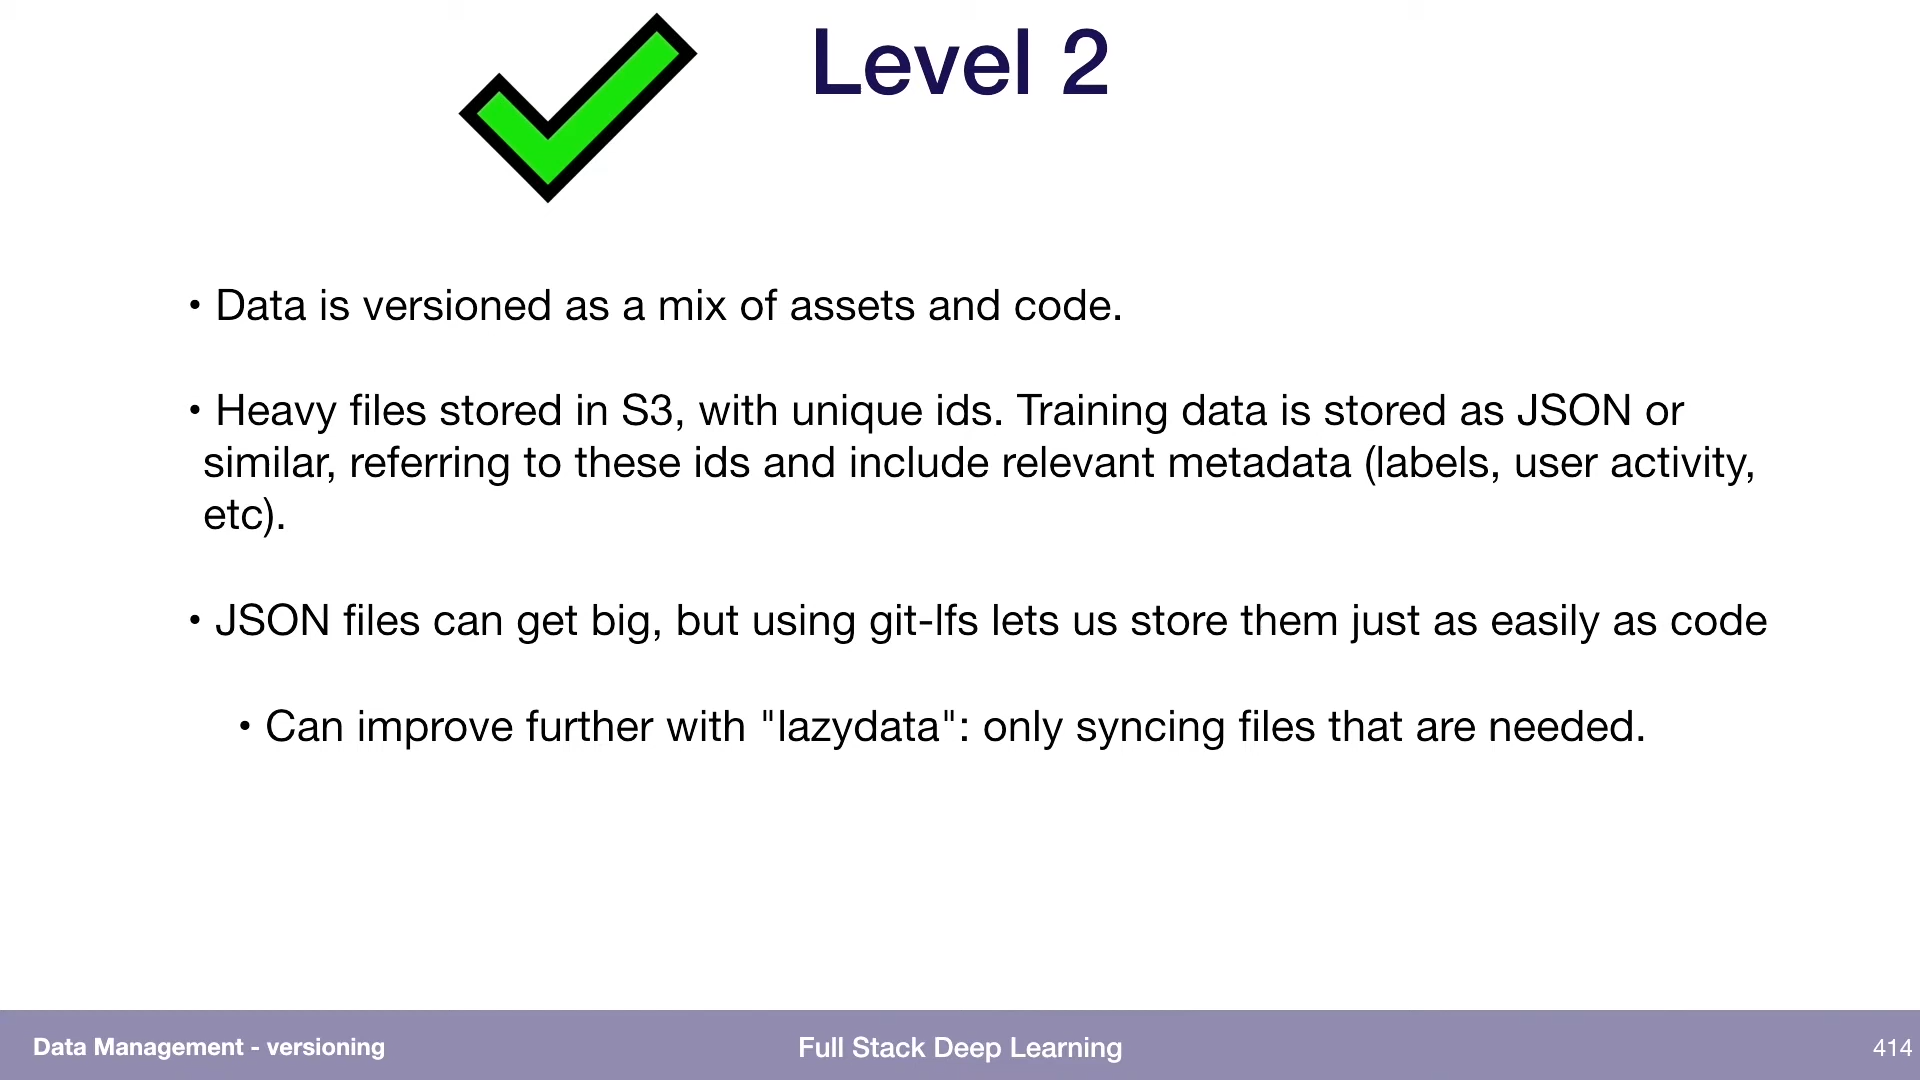 Level 2
• Data is versioned as a mix of assets and code.
• Heavy files stored in S3, with unique ids. Training data is stored as JSON or
similar, referring to these ids and include relevant metadata (labels, user activity,
etc).
• JSON files can get big, but using git-lfs lets us store them just as easily as code
• Can improve further with "lazydata": only syncing files that are needed.
Data Management - versioning
Full Stack Deep Learning
414